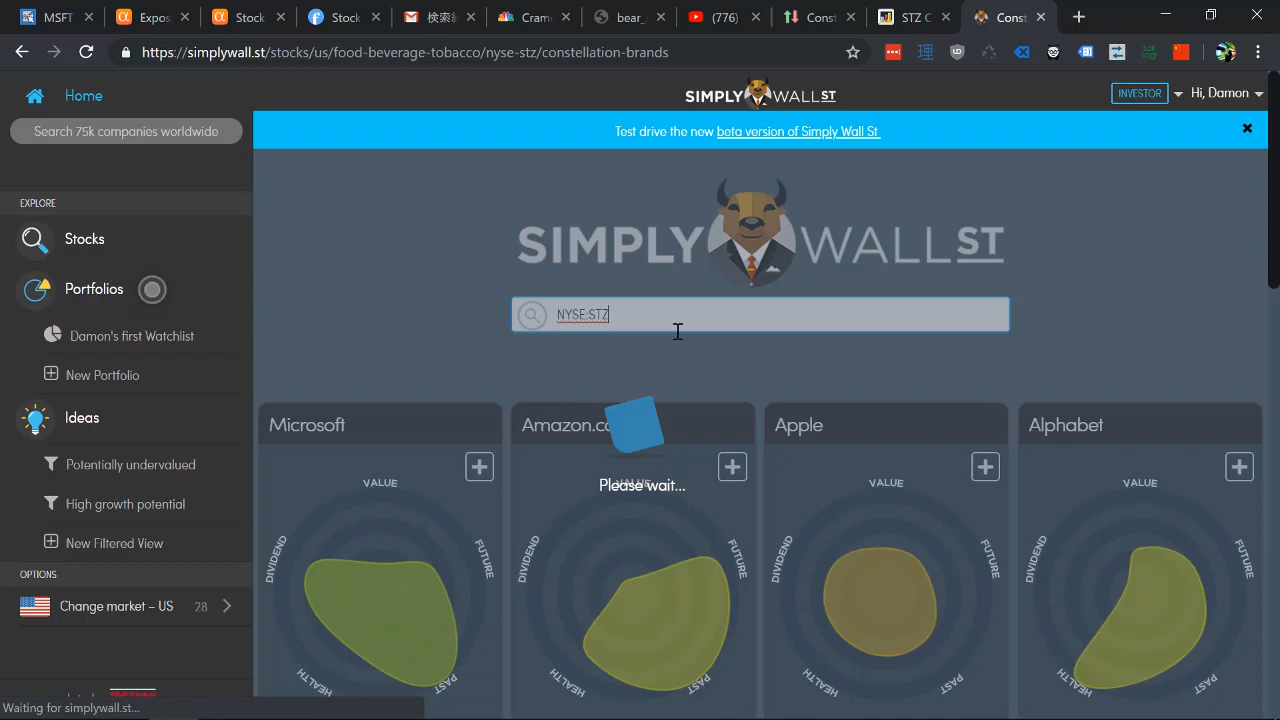 MSFT
Expos
Stock
Stock
検索結
Cramo
bear_
(776)
Const
STZ C
Const
https://simplywall.st/stocks/us/food-beverage-tobacco/nyse-stz/constellation-brands
Home
SIMPLY WALL ST
INVESTOR
Hi, Damon
Search 75k companies worldwide
Test drive the new beta version of Simply Wall St
EXPLORE
Stocks
SIMPLY WALL ST
Portfolios
NYSE:STZ
Damon's first Watchlist
New Portfolio
Ideas
Microsoft
Amazon.co
Apple
Alphabet
Potentially undervalued
Please wait...
VALUE
VALUE
VALUE
VALUE
High growth potential
New Filtered View
DIVIDEND
FUTURE
DIVIDEND
FUTURE
DIVIDEND
FUTURE
DIVIDEND
FUTURE
OPTIONS
Change market – US
28
HEALTH
PAST
HEALTH
PAST
HEALTH
PAST
HEALTH
PAST
Waiting for simplywall.st...